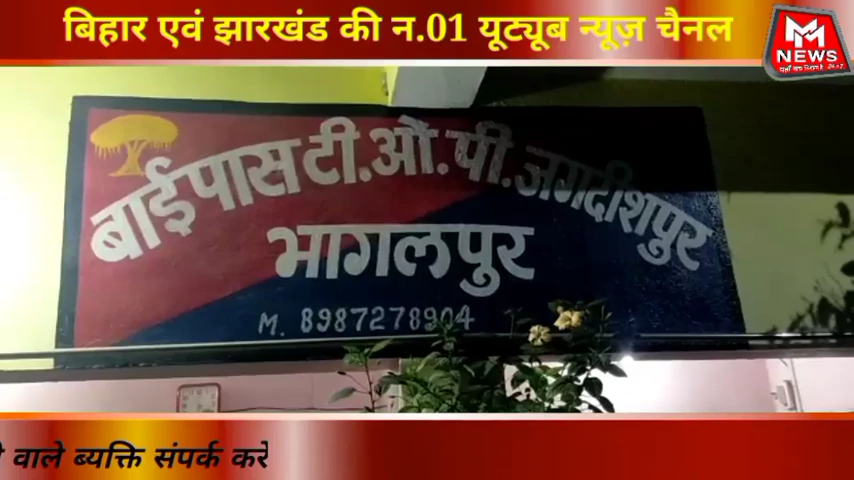 बिहार एवं झारखंड की न.01 यूट्यूब न्यूज़ चैनल
M
NEWS
बाईपास टी.ओ.पी. जगदीशपुर
भागलपुर
M. 8987278904
वाले ब्यक्ति संपर्क करे